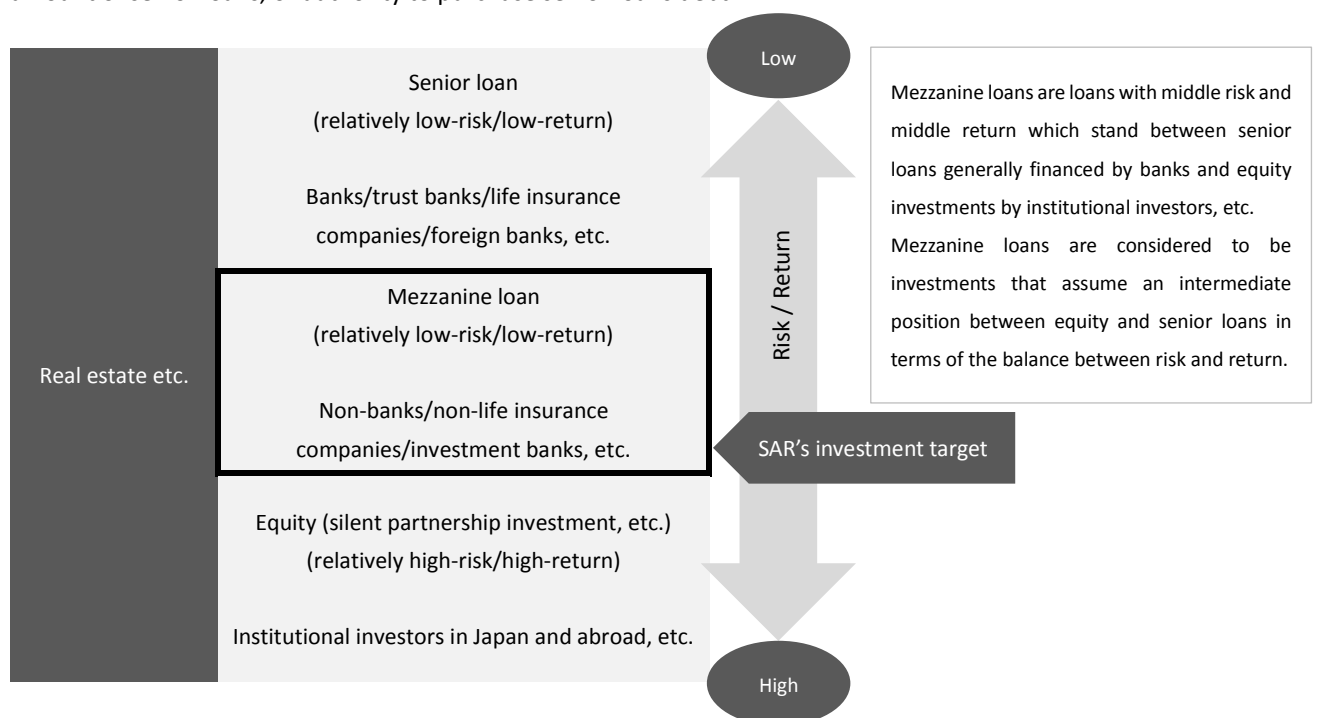 Low
Senior loan
(relatively low-risk/low-return)
Banks/trust banks/life insurance
companies/foreign banks, etc.
Mezzanine loan
(relatively low-risk/low-return)
Non-banks/non-life insurance
companies/investment banks, etc.
Real estate etc.
Equity (silent partnership investment, etc.)
(relatively high-risk/high-return)
Institutional investors in Japan and abroad, etc.
Risk / Return
SAR's investment target
High
Mezzanine loans are loans with middle risk and
middle return which stand between senior
loans generally financed by banks and equity
investments by institutional investors, etc.
Mezzanine loans are considered to be
investments that assume an intermediate
position between equity and senior loans in
terms of the balance between risk and return.